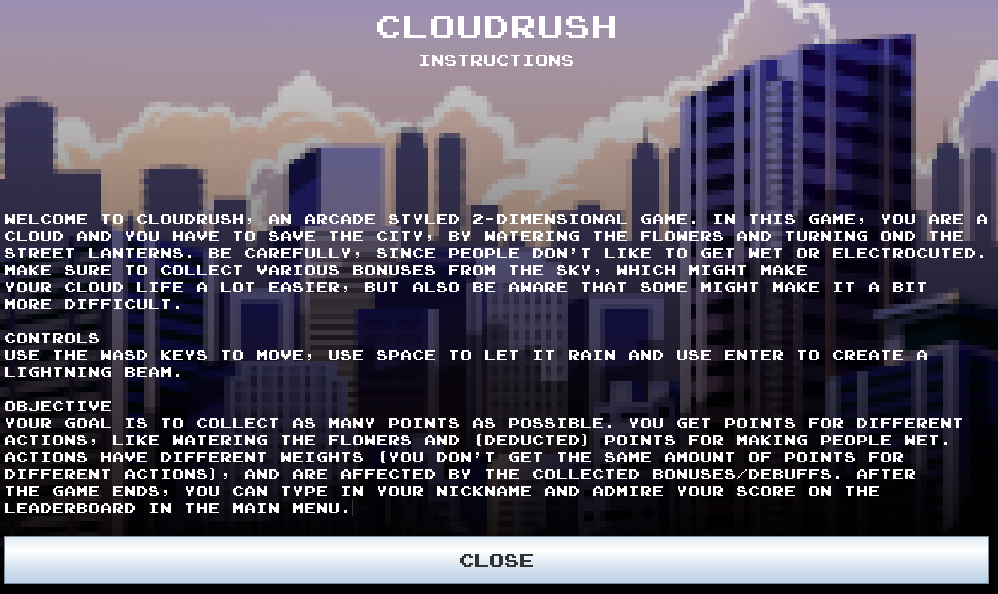 CLOUDRUSH
INSTRUCTIONS
WELCOME TO CLOUDRUSH, AN ARCADE STYLED 2-DIMENSIONAL GAME. IN THIS GAME, YOU ARE A
CLOUD AND YOU HAVE TO SAVE THE CITY, BY WATERING THE FLOWERS AND TURNING OND THE
STREET LANTERNS. BE CAREFULLY, SINCE PEOPLE DON'T LIKE TO GET WET OR ELECTROCUTED.
MAKE SURE TO COLLECT VARIOUS BONUSES FROM THE SKY, WHICH MIGHT MAKE
YOUR CLOUD LIFE A LOT EASIER, BUT ALSO BE AWARE THAT SOME MIGHT MAKE IT A BIT
MORE DIFFICULT.
CONTROLS
USE THE WASD KEYS TO MOVE, USE SPACE TO LET IT RAIN AND USE ENTER TO CREATE A
LIGHTNING BEAM.
OBJECTIVE
YOUR GOAL IS TO COLLECT AS MANY POINTS AS POSSIBLE. YOU GET POINTS FOR DIFFERENT
ACTIONS, LIKE WATERING THE FLOWERS AND (DEDUCTED) POINTS FOR MAKING PEOPLE WET.
ACTIONS HAVE DIFFERENT WEIGHTS (YOU DON'T GET THE SAME AMOUNT OF POINTS FOR
DIFFERENT ACTIONS), AND ARE AFFECTED BY THE COLLECTED BONUSES/DEBUFFS. AFTER
THE GAME ENDS, YOU CAN TYPE IN YOUR NICKNAME AND ADMIRE YOUR SCORE ON THE
LEADERBOARD IN THE MAIN MENU.
CLOSE